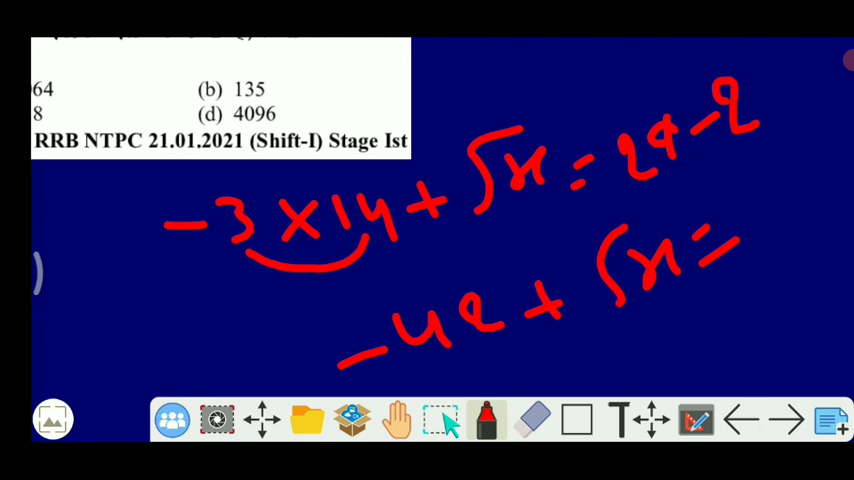 64 (b) 135
8 (d) 4096
RRB NTPC 21.01.2021 (Shift-I) Stage Ist
-3×14+√x=24-2
-42+√x=
T